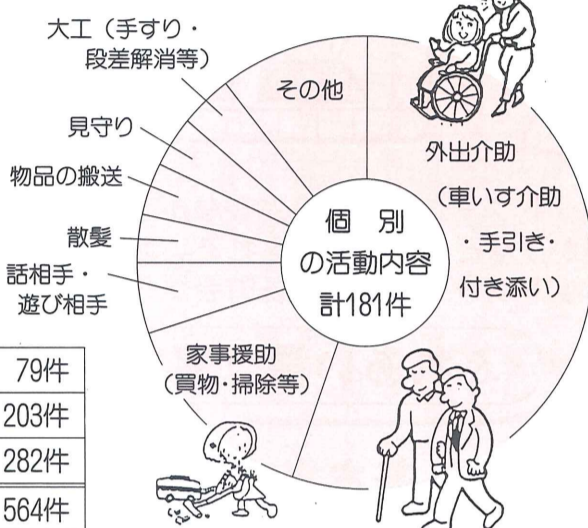 大工（手すり・
段差解消等）
見守り
物品の搬送
散髪
話相手・
遊び相手
その他
外出介助
（車いす介助
・手引き・
付き添い）
個　別
の活動内容
計181件
家事援助
（買物・掃除等）
79件
203件
282件
564件